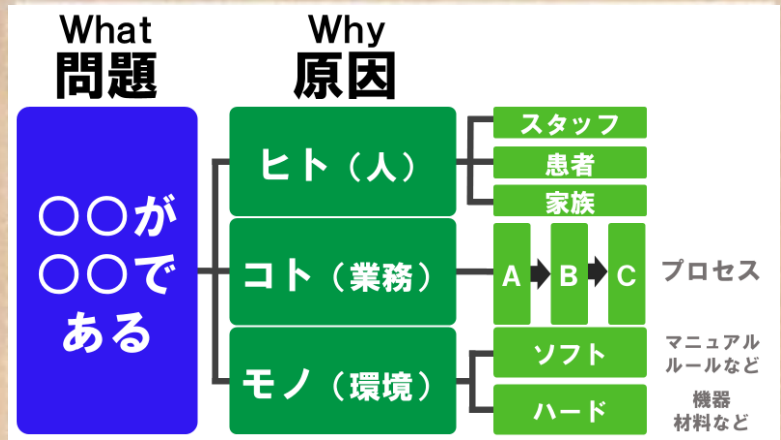 What
問題
Why
原因
○○が
○○で
ある
ヒト（人）
スタッフ
患者
家族
コト（業務）
A
B
C
プロセス
モノ（環境）
ソフト
マニュアル
ルールなど
ハード
機器
材料など